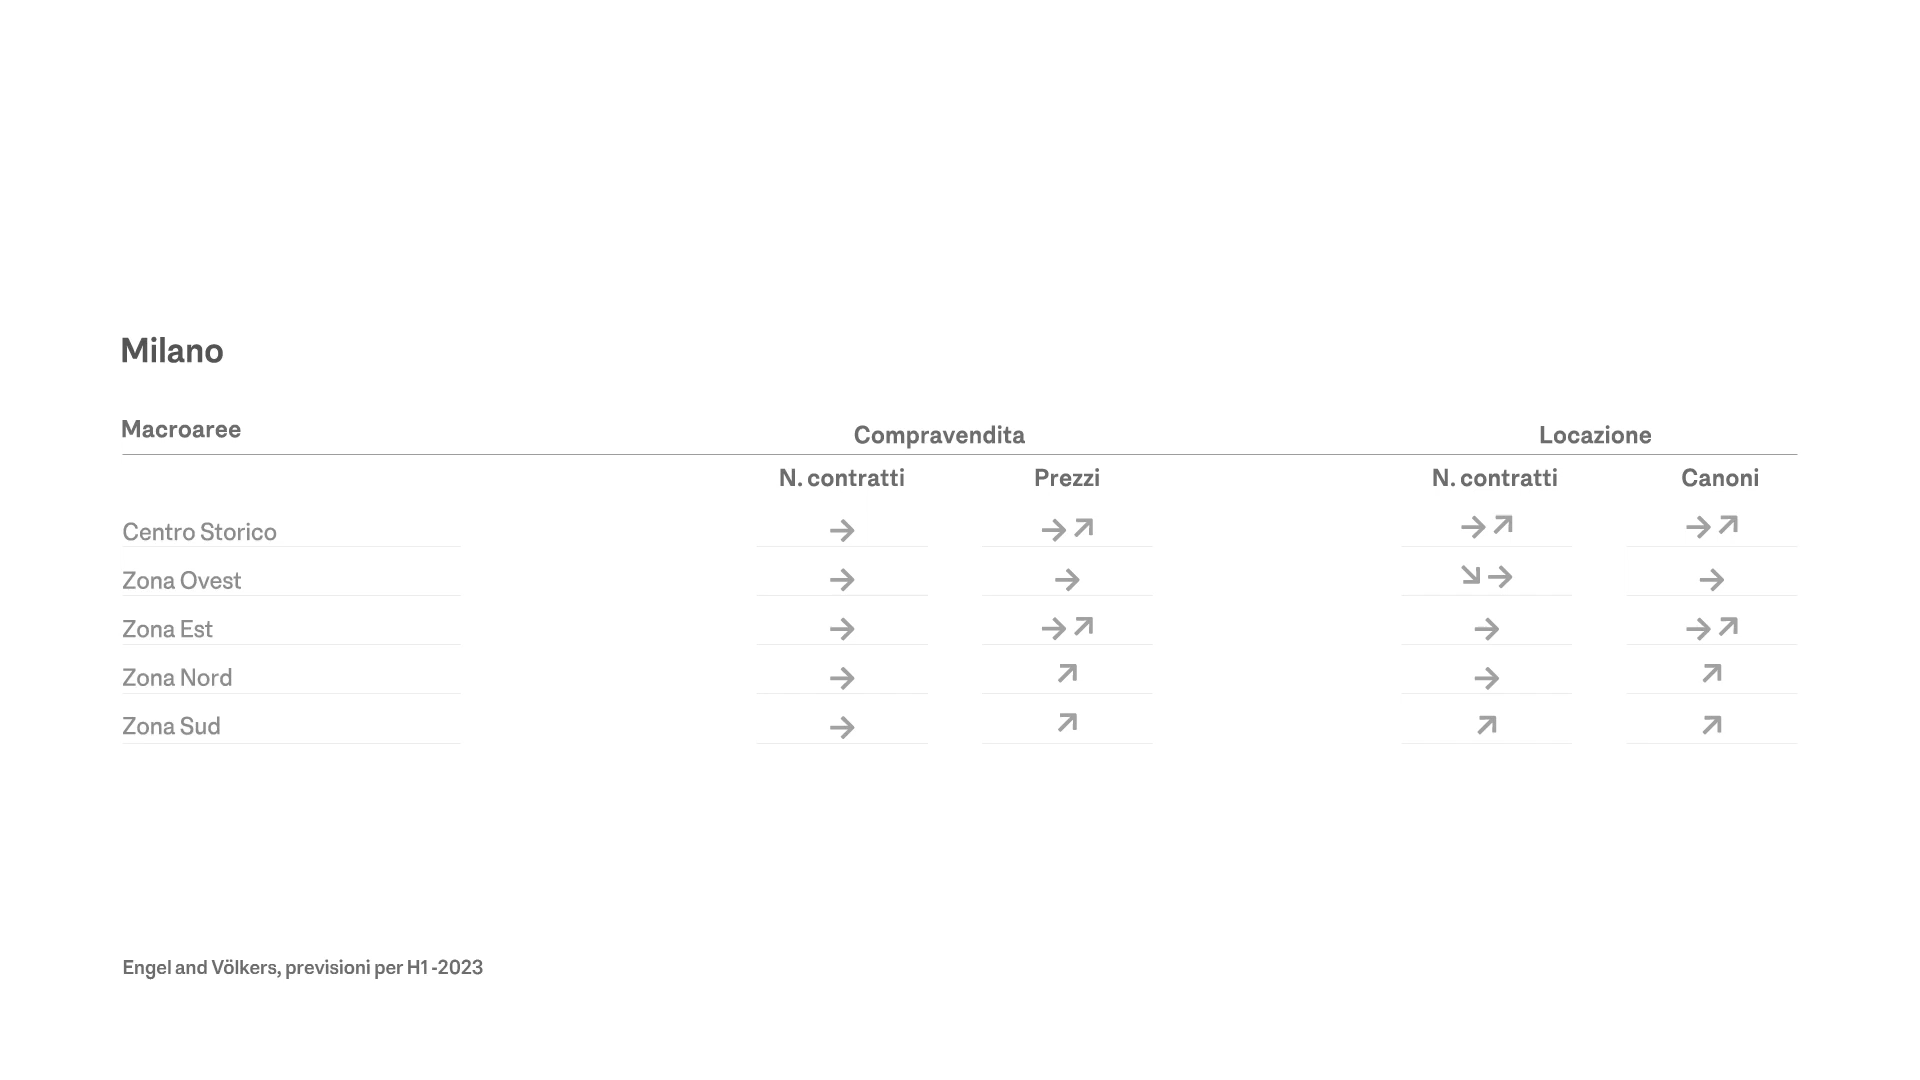 Milano
Macroaree Compravendita Locazione
N. contratti Prezzi N. contratti Canoni
Centro Storico → →↗ →↗ →↗
Zona Ovest → → ↘→ →
Zona Est → →↗ → →↗
Zona Nord → ↗ → ↗
Zona Sud → ↗ ↗ ↗
Engel and Völkers, previsioni per H1 -2023